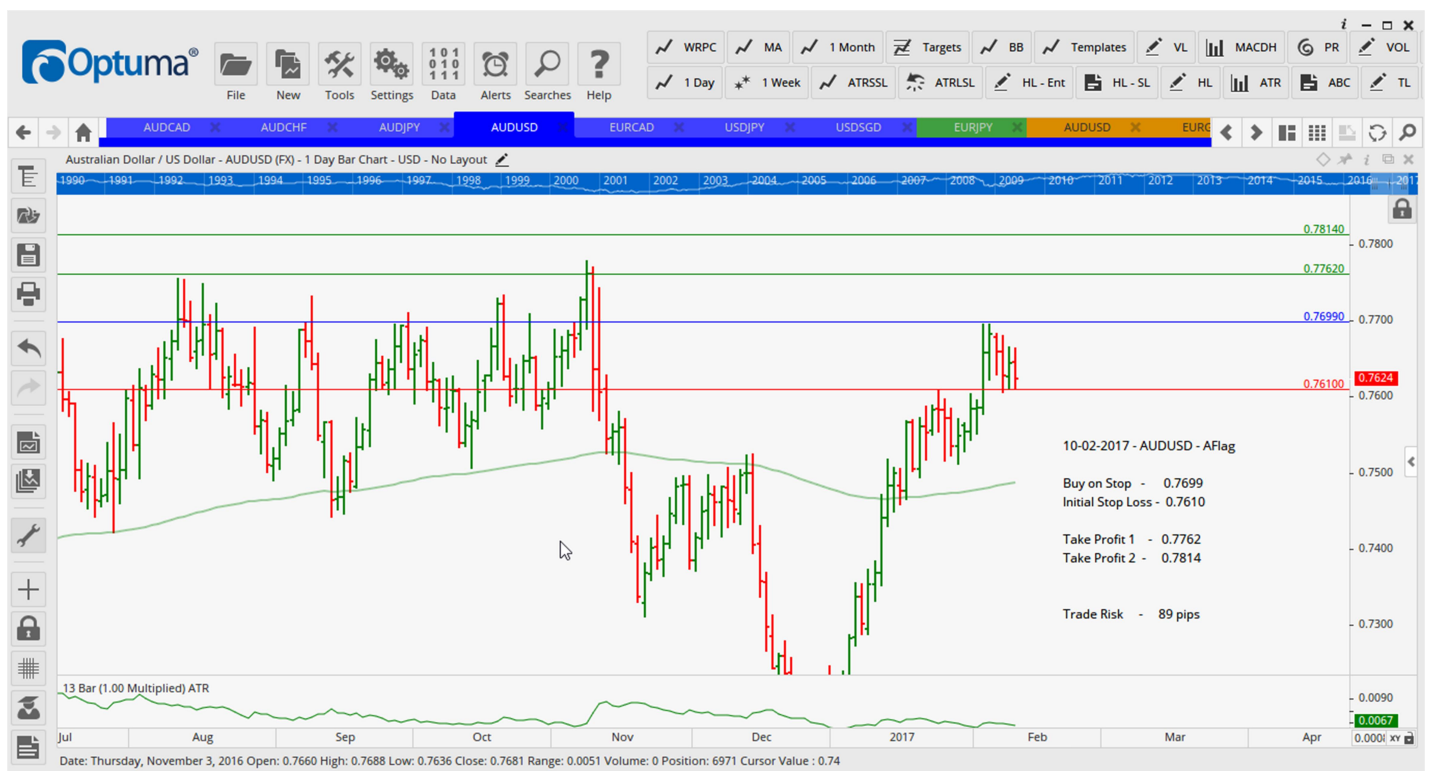 i
Optuma®
File New Tools Settings Data Alerts Searches Help
WRPC MA 1 Month Targets BB Templates VL MACDH PR VOL
1 Day 1 Week ATRSSL ATRLSL HL - Ent HL - SL HL ATR ABC TL
AUDCAD AUDCHF AUDJPY AUDUSD EURCAD USDJPY USDSGD EURJPY AUDUSD EURG
Australian Dollar / US Dollar - AUDUSD (FX) - 1 Day Bar Chart - USD - No Layout
1990 1991 1992 1993 1994 1995 1996 1997 1998 1999 2000 2001 2002 2003 2004 2005 2006 2007 2008 2009 2010 2011 2012 2013 2014 2015 2016 2017
0.78140
0.7800
0.77620
0.76990
0.7700
0.7624
0.76100
0.7600
10-02-2017 - AUDUSD - AFlag
0.7500
Buy on Stop - 0.7699
Initial Stop Loss - 0.7610
Take Profit 1 - 0.7762
0.7400
Take Profit 2 - 0.7814
Trade Risk - 89 pips
0.7300
13 Bar (1.00 Multiplied) ATR
0.0090
0.0067
Jul Aug Sep Oct Nov Dec 2017 Feb Mar Apr XY
Date: Thursday, November 3, 2016 Open: 0.7660 High: 0.7688 Low: 0.7636 Close: 0.7681 Range: 0.0051 Volume: 0 Position: 6971 Cursor Value : 0.74